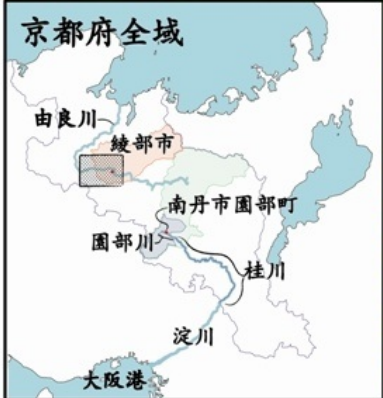 京都府全域
由良川
綾部市
南丹市園部町
園部川
桂川
淀川
大阪港